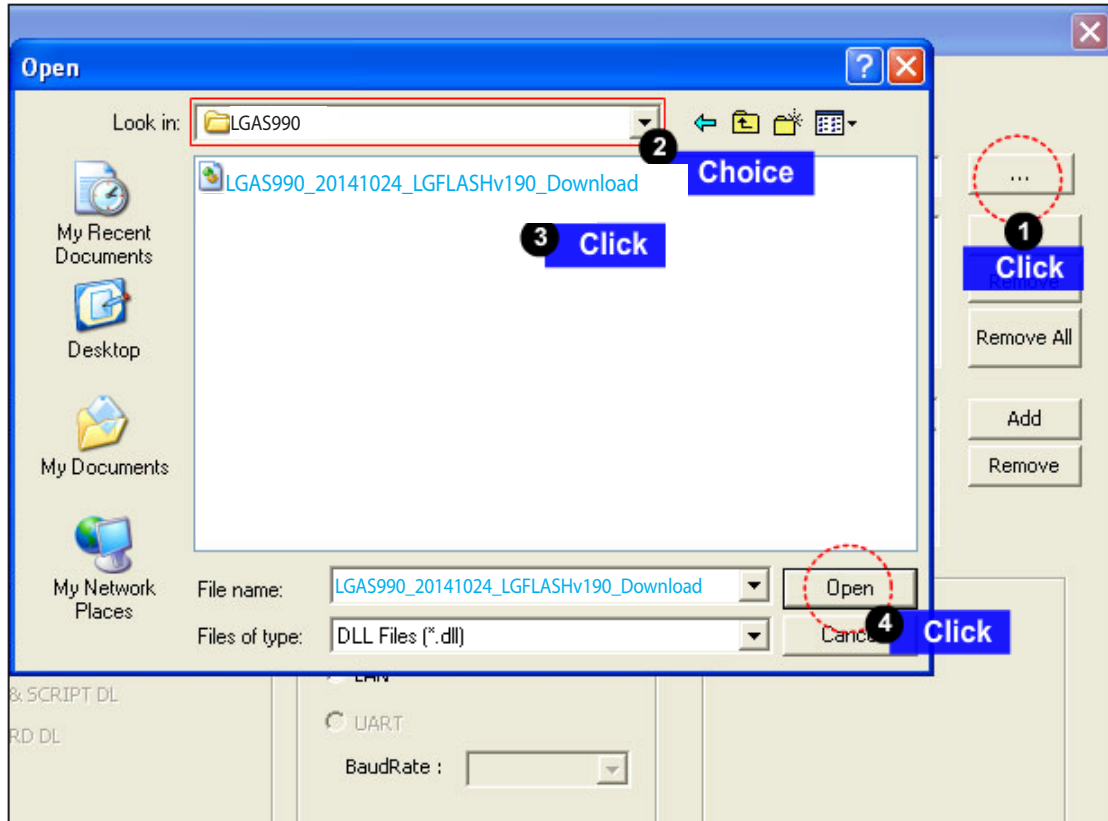 Open
Look in:
LGAS990
2
Choice
LGAS990_20141024_LGFLASHv190_Download
...
My Recent
Documents
3
Click
1
Click
Remove
Desktop
Remove All
My Documents
Add
Remove
My Network
Places
File name:
LGAS990_20141024_LGFLASHv190_Download
Open
Files of type:
DLL Files (*.dll)
4
Click
& SCRIPT DL
RD DL
LAN
UART
BaudRate :